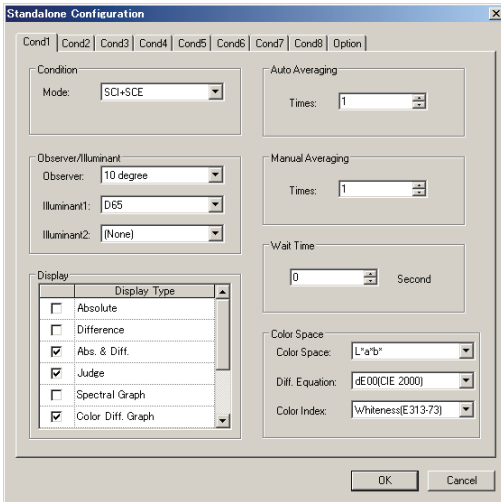 Standalone Configuration
Cond1 Cond2 Cond3 Cond4 Cond5 Cond6 Cond7 Cond8 Option
Condition
Mode: SCI+SCE
Observer/Illuminant
Observer: 10 degree
Illuminant1: D65
Illuminant2: (None)
Display
Display Type
Absolute
Difference
Abs. & Diff.
Judge
Spectral Graph
Color Diff. Graph
Auto Averaging
Times: 1
Manual Averaging
Times: 1
Wait Time
0 Second
Color Space
Color Space: L*a*b*
Diff. Equation: dE00(CIE 2000)
Color Index: Whiteness(E313-73)
OK Cancel